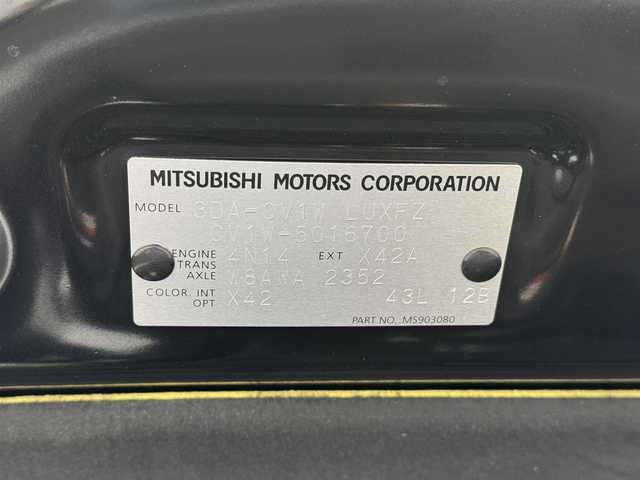 MITSUBISHI MOTORS CORPORATION
MODEL 3DA-CV1W LUXFZ
CV1W-5016700
ENGINE 4N14 EXT X42A
TRANS
AXLE 2352
COLOR, INT X42
OPT 43L 12B
PART NO.:MS903080